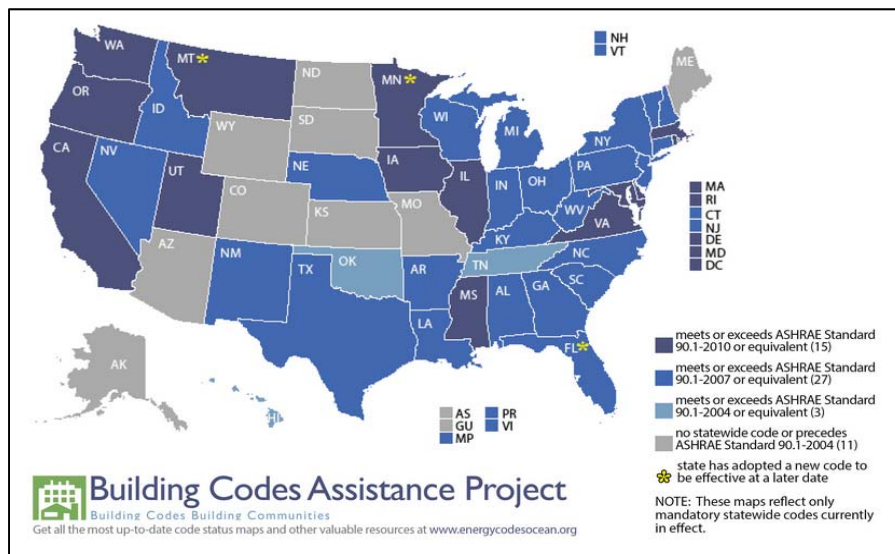 NH
VT
WA
MT
ND
MN
ME
OR
ID
SD
WI
MI
NY
WY
CA
NV
NE
IA
PA
UT
IL
IN
OH
CO
WV
VA
MA
RI
CT
NJ
DE
MD
DC
KS
MO
KY
AZ
NM
OK
TN
NC
TX
AR
SC
MS
AL
GA
LA
FL
AK
HI
meets or exceeds ASHRAE Standard
90.1-2010 or equivalent (15)
meets or exceeds ASHRAE Standard
90.1-2007 or equivalent (27)
meets or exceeds ASHRAE Standard
90.1-2004 or equivalent (3)
no statewide code or precedes
ASHRAE Standard 90.1-2004 (11)
state has adopted a new code to
be effective at a later date
NOTE: These maps reflect only
mandatory statewide codes currently
in effect.
AS
GU
MP
PR
VI
Building Codes Assistance Project
Building Codes Building Communities
Get all the most up-to-date code status maps and other valuable resources at www.energycodesocean.org